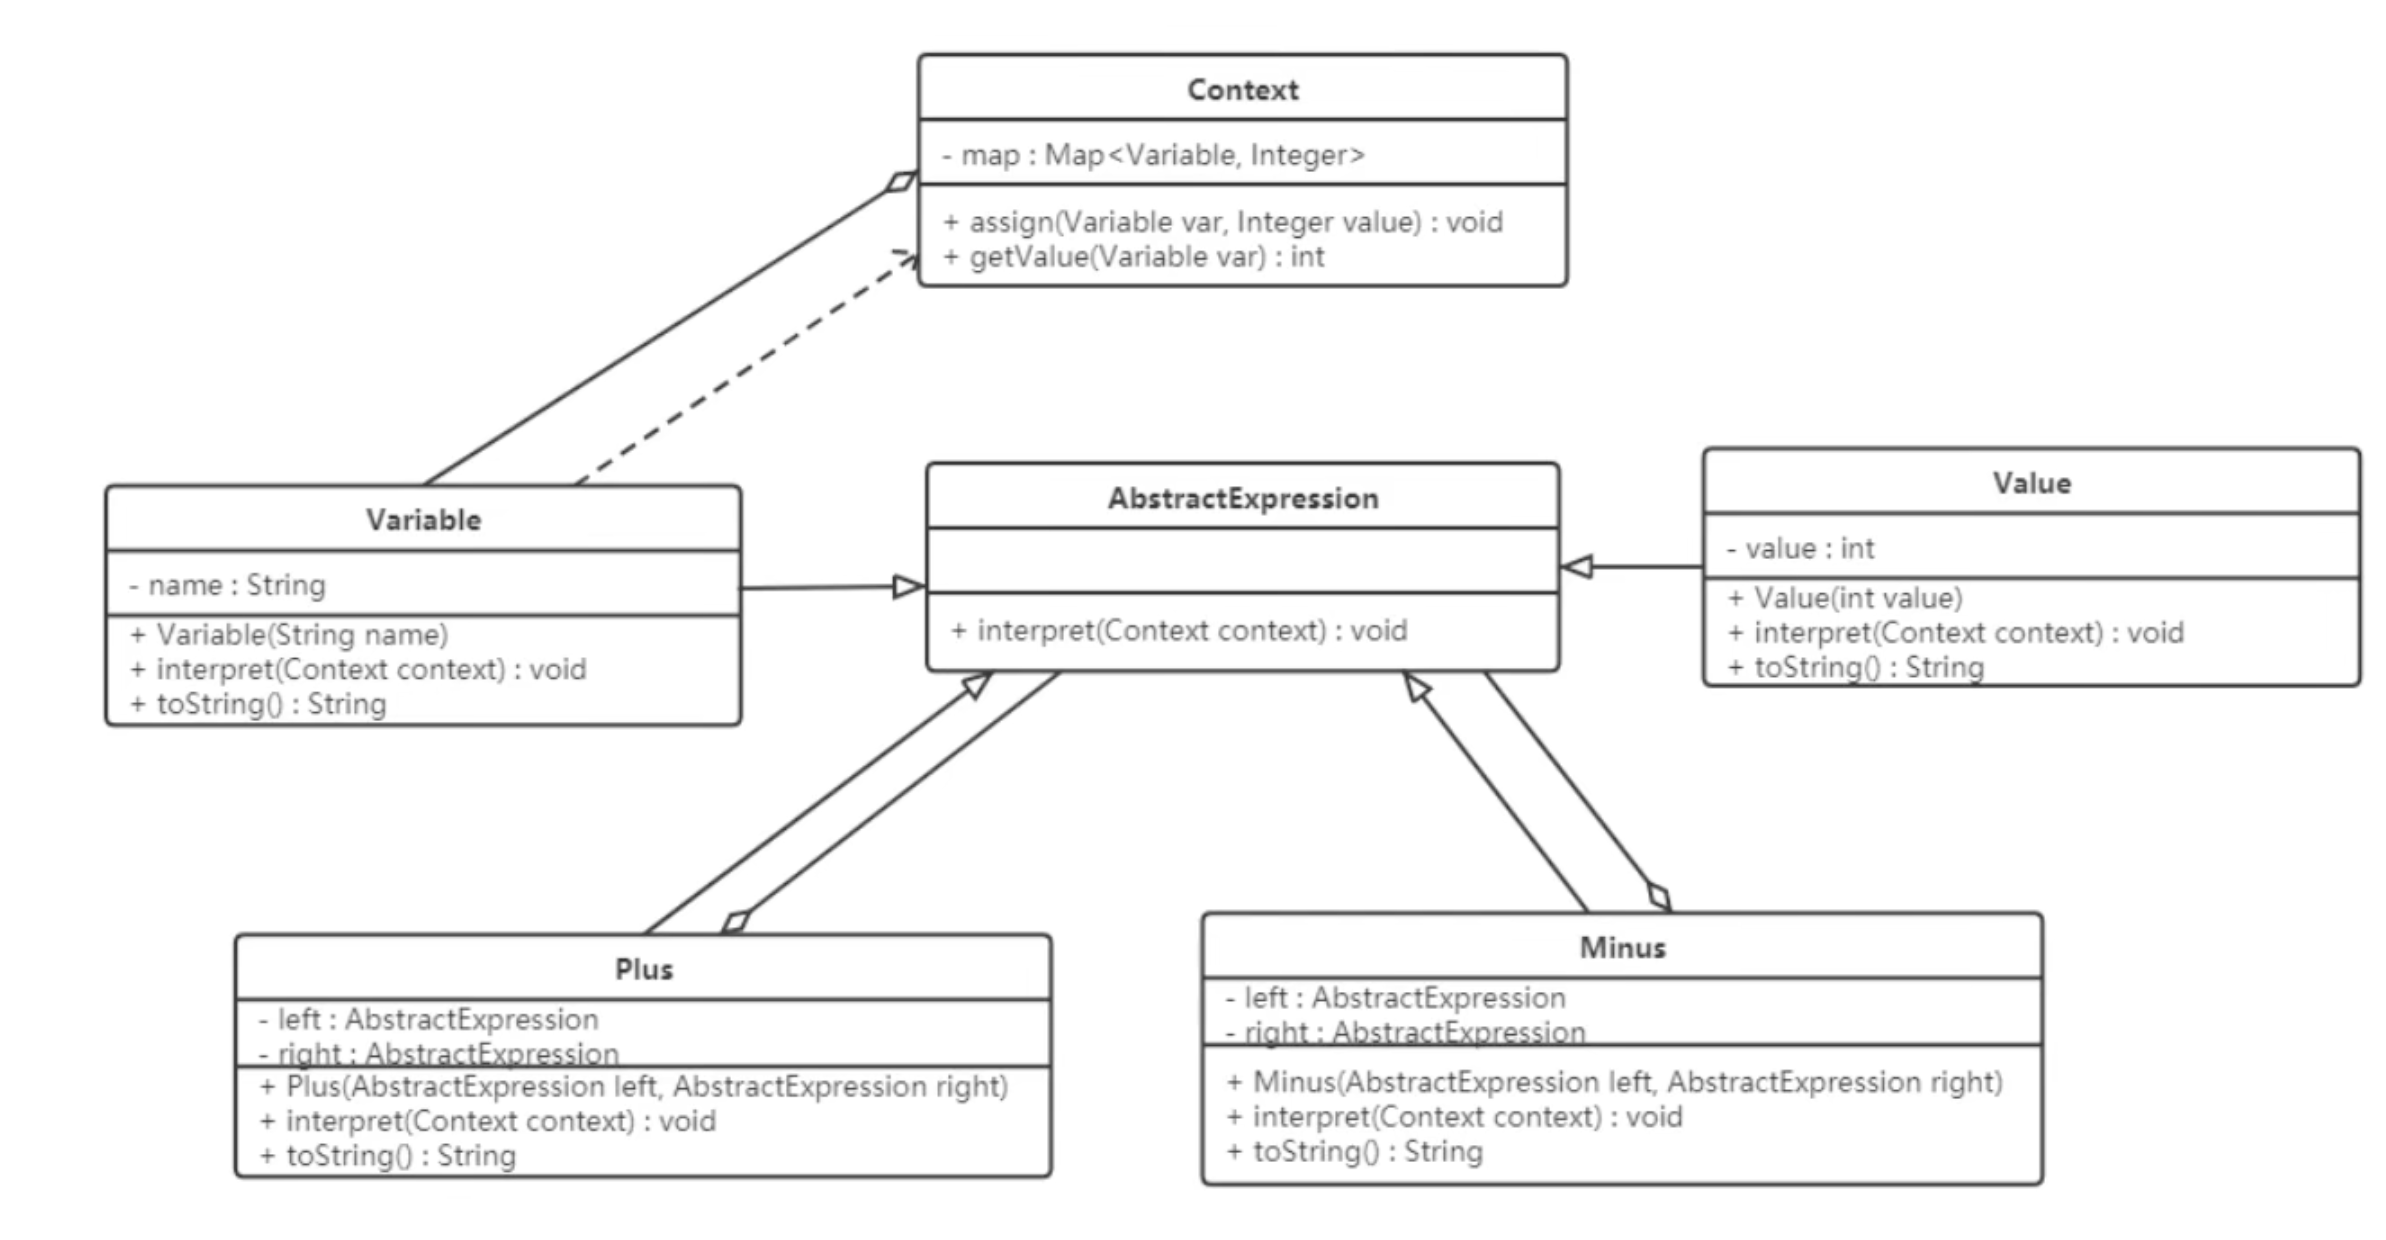 Context
- map : Map<Variable, Integer>
+ assign(Variable var, Integer value) : void
+ getValue(Variable var) : int
Variable
- name : String
+ Variable(String name)
+ interpret(Context context) : void
+ toString() : String
AbstractExpression
+ interpret(Context context) : void
Value
- value : int
+ Value(int value)
+ interpret(Context context) : void
+ toString() : String
Plus
- left : AbstractExpression
- right : AbstractExpression
+ Plus(AbstractExpression left, AbstractExpression right)
+ interpret(Context context) : void
+ toString() : String
Minus
- left : AbstractExpression
- right : AbstractExpression
+ Minus(AbstractExpression left, AbstractExpression right)
+ interpret(Context context) : void
+ toString() : String